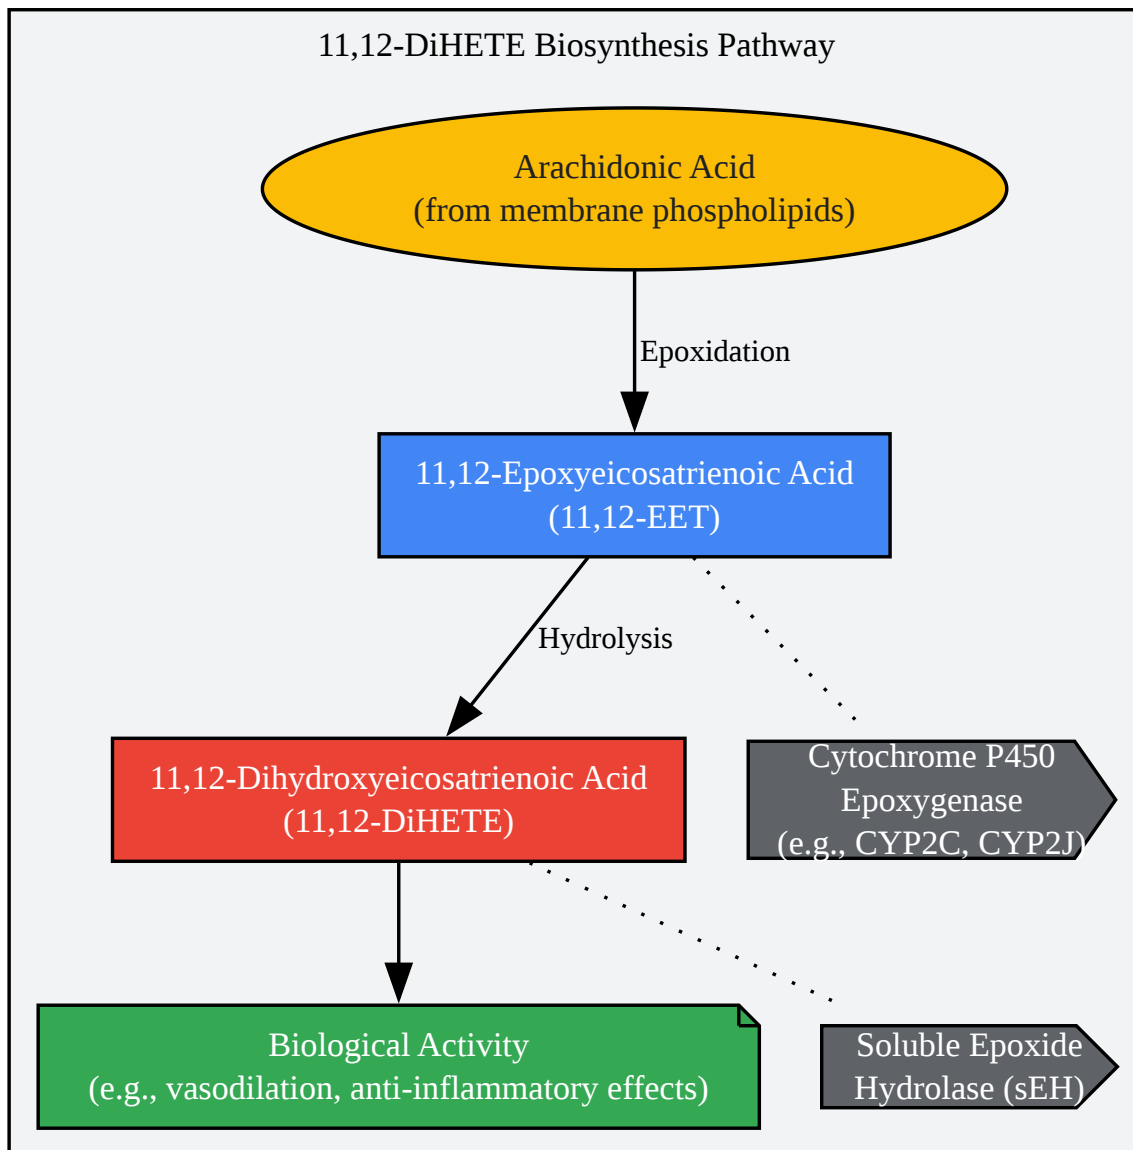 11,12-DiHETE Biosynthesis Pathway
Arachidonic Acid
(from membrane phospholipids)
Epoxidation
11,12-Epoxyeicosatrienoic Acid
(11,12-EET)
Hydrolysis
11,12-Dihydroxyeicosatrienoic Acid
(11,12-DiHETE)
Cytochrome P450
Epoxygenase
(e.g., CYP2C, CYP2J)
Biological Activity
(e.g., vasodilation, anti-inflammatory effects)
Soluble Epoxide
Hydrolase (sEH)